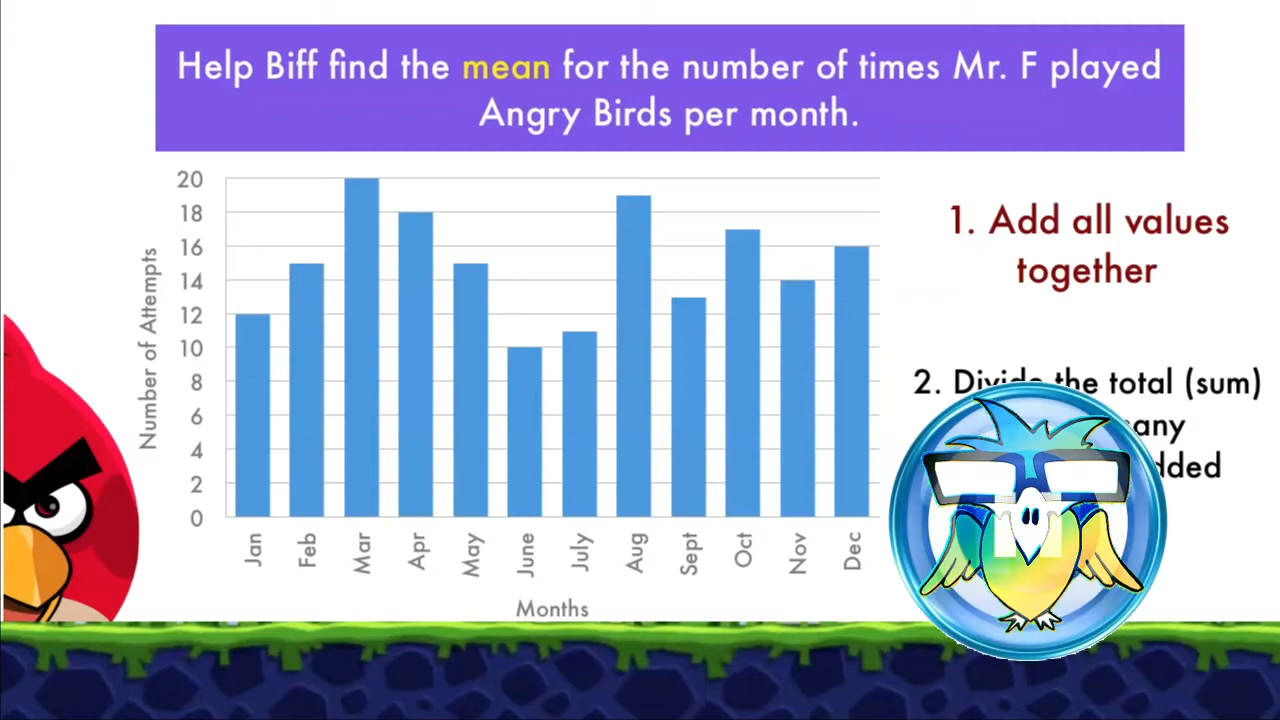 Help Biff find the mean for the number of times Mr. F played
Angry Birds per month.
20
18
16
14
12
10
8
6
4
2
0
Number of Attempts
Jan
Feb
Mar
Apr
May
June
July
Aug
Sept
Oct
Nov
Dec
Months
1. Add all values
together
2. Divide the total (sum)